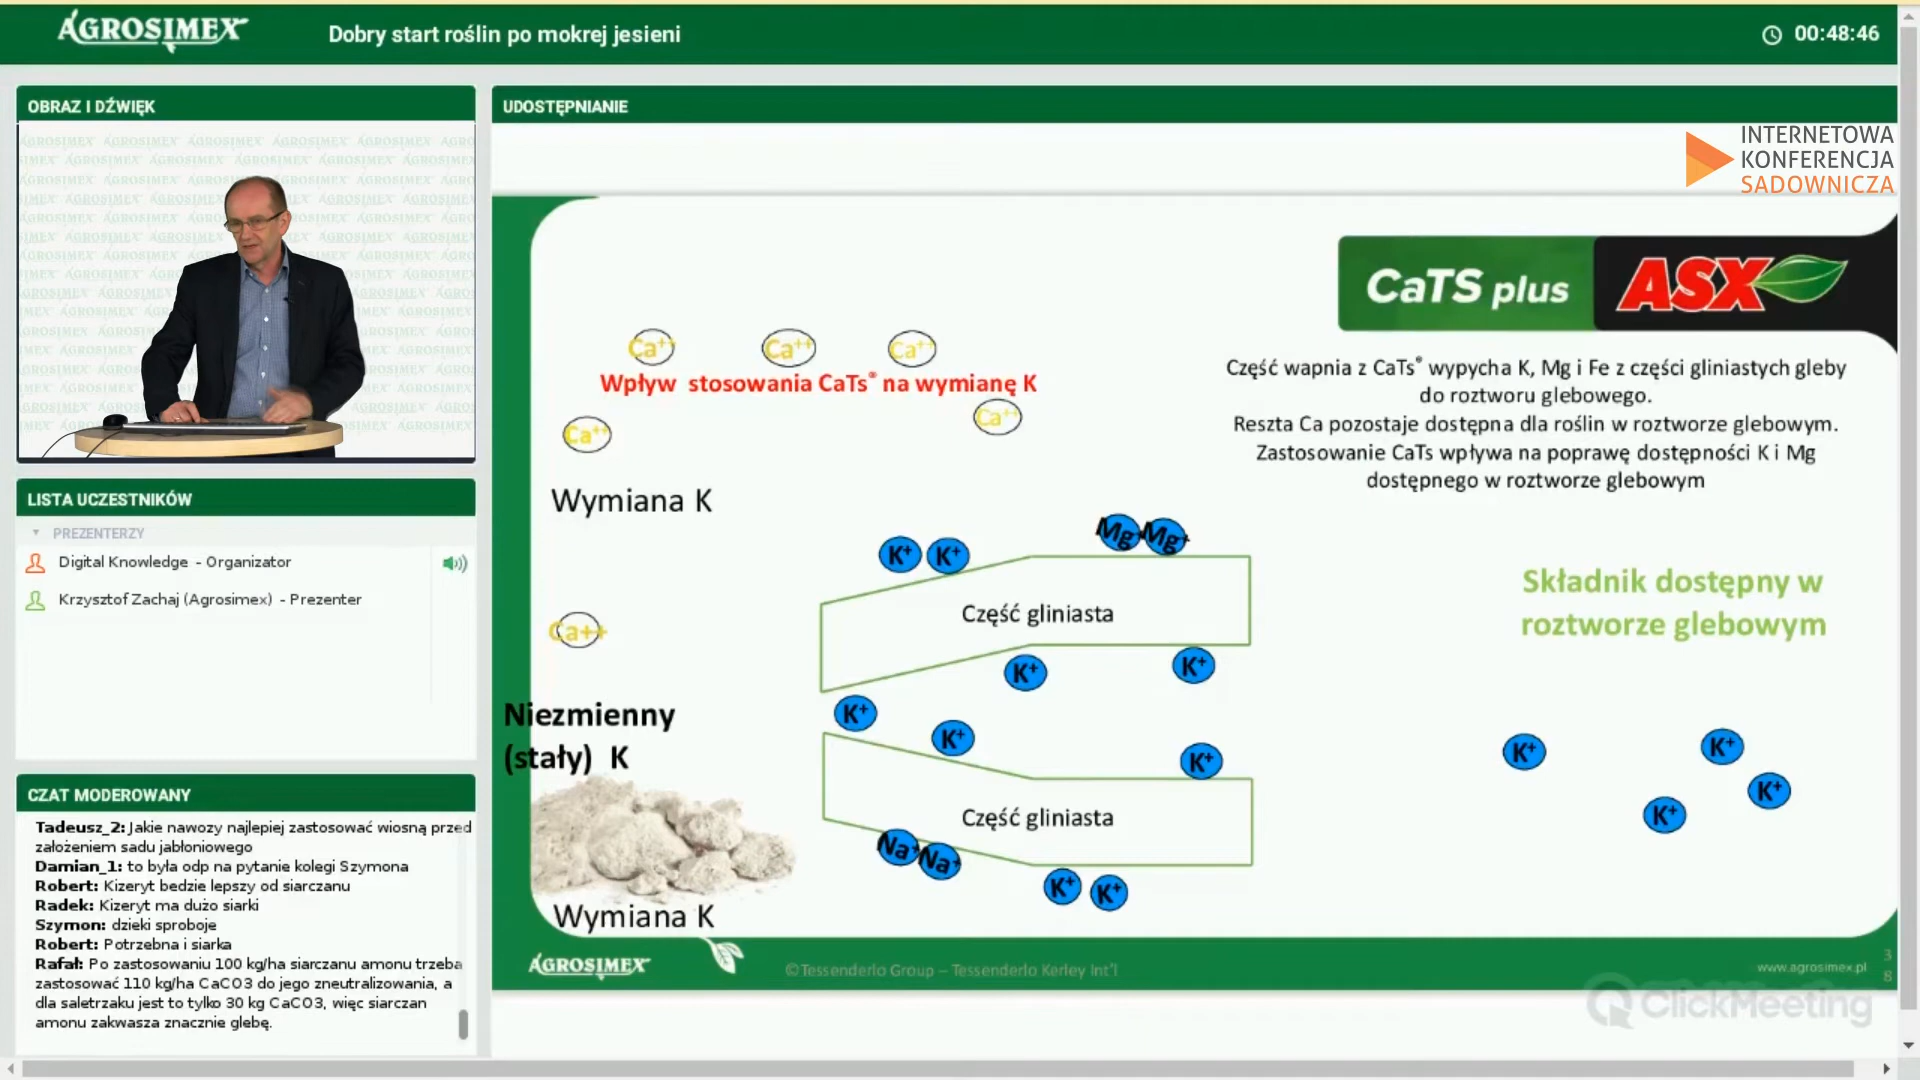 AGROSIMEX
Dobry start roślin po mokrej jesieni
00:48:46
OBRAZ I DŹWIĘK
UDOSTĘPNIANIE
INTERNETOWA
KONFERENCJA
SADOWNICZA
CaTS plus
ASX
Ca++
Ca++
Ca++
Wpływ stosowania CaTs® na wymianę K
Ca++
Ca++
Część wapnia z CaTs® wypycha K, Mg i Fe z części gliniastych gleby
do roztworu glebowego.
Reszta Ca pozostaje dostępna dla roślin w roztworze glebowym.
Zastosowanie CaTs wpływa na poprawę dostępności K i Mg
dostępnego w roztworze glebowym
Wymiana K
K+
K+
Mg+
Mg+
Część gliniasta
Składnik dostępny w
roztworze glebowym
Ca++
K+
K+
Niezmienny
(stały) K
K+
K+
K+
K+
K+
K+
K+
Część gliniasta
Na+
Na+
K+
K+
Wymiana K
AGROSIMEX
©Tessenderlo Group – Tessenderlo Kerley Int'l
www.agrosimex.pl
3
8
ClickMeeting
LISTA UCZESTNIKÓW
PREZENTERZY
Digital Knowledge - Organizator
Krzysztof Zachaj (Agrosimex) - Prezenter
CZAT MODEROWANY
Tadeusz_2: Jakie nawozy najlepiej zastosować wiosną przed
założeniem sadu jabłoniowego
Damian_1: to była odp na pytanie kolegi Szymona
Robert: Kizeryt bedzie lepszy od siarczanu
Radek: Kizeryt ma dużo siarki
Szymon: dzieki sproboje
Robert: Potrzebna i siarka
Rafał: Po zastosowaniu 100 kg/ha siarczanu amonu trzeba
zastosować 110 kg/ha CaCO3 do jego zneutralizowania, a
dla saletrzaku jest to tylko 30 kg CaCO3, więc siarczan
amonu zakwasza znacznie glebę.